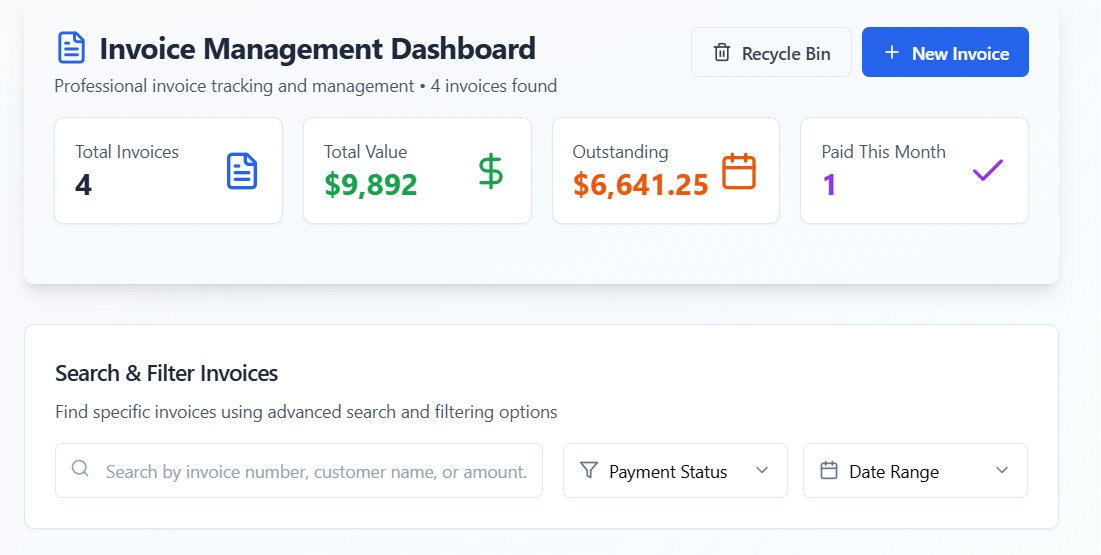 Invoice Management Dashboard
Recycle Bin
New Invoice
Professional invoice tracking and management • 4 invoices found
Total Invoices
4
Total Value
$9,892
Outstanding
$6,641.25
Paid This Month
1
Search & Filter Invoices
Find specific invoices using advanced search and filtering options
Search by invoice number, customer name, or amount.
Payment Status
Date Range